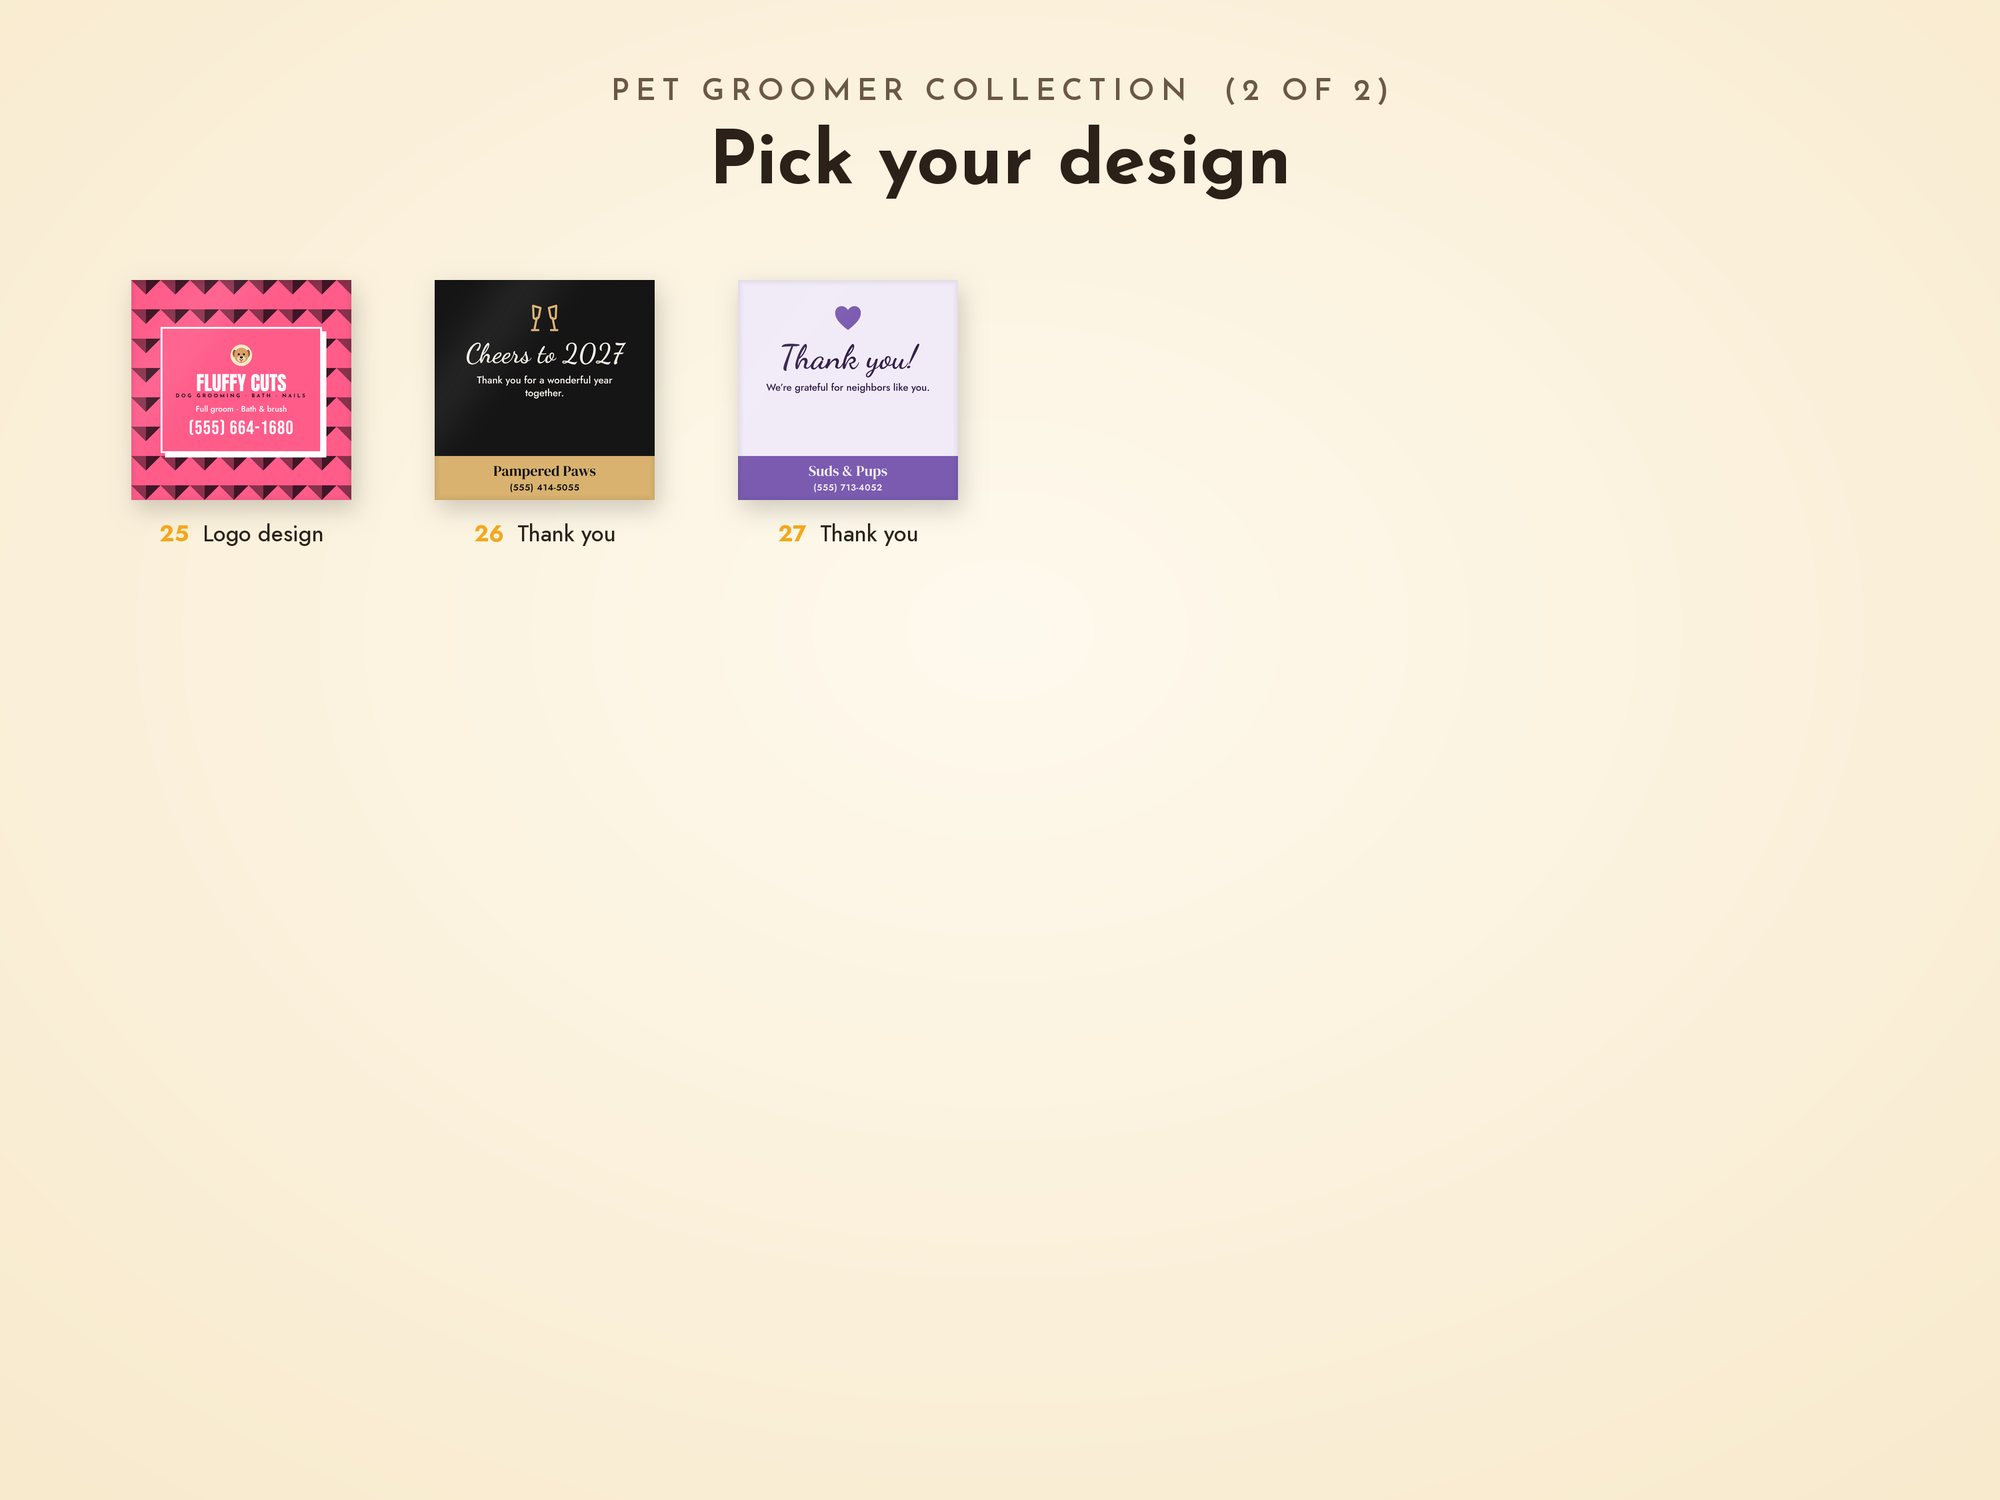 PET GROOMER COLLECTION (2 OF 2)
Pick your design
FLUFFY CUTS
DOG GROOMING · BATH · NAILS
Full groom · Bath & brush
(555) 664-1680
25 Logo design
Cheers to 2027
Thank you for a wonderful year
together.
Pampered Paws
(555) 414-5055
26 Thank you
Thank you!
We're grateful for neighbors like you.
Suds & Pups
(555) 713-4052
27 Thank you